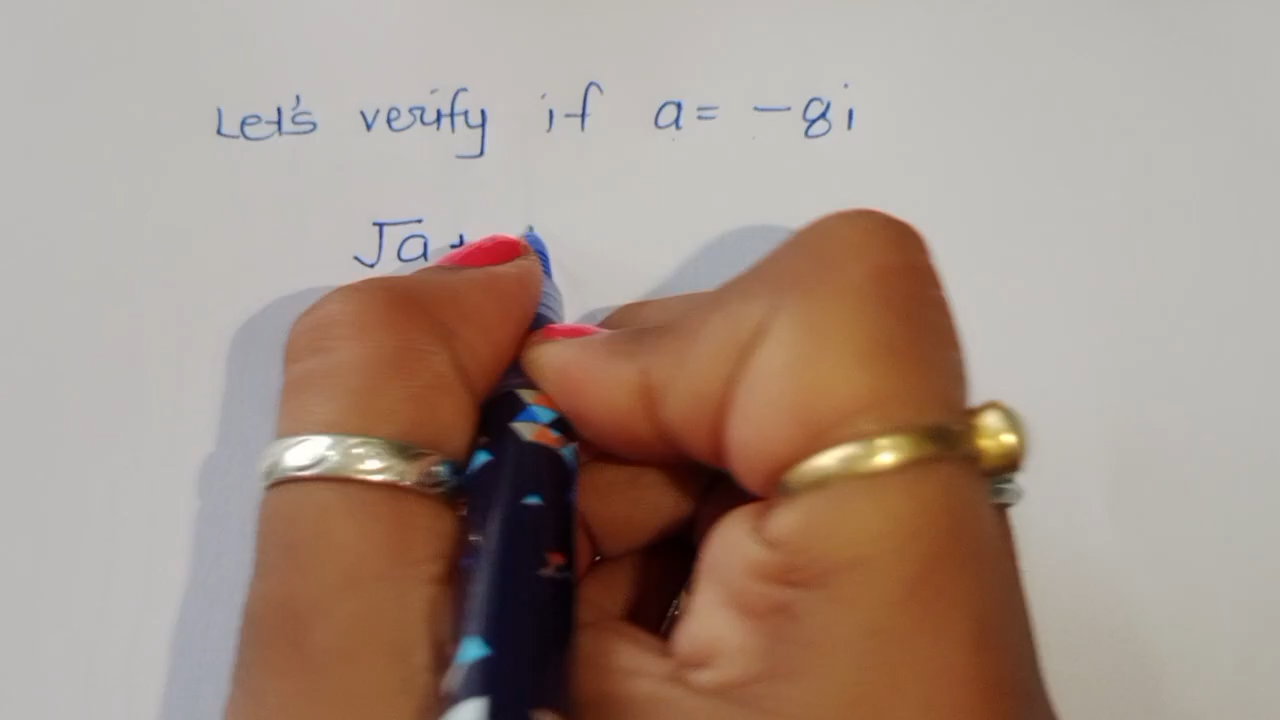 Let's verify if a = -8i
√a +